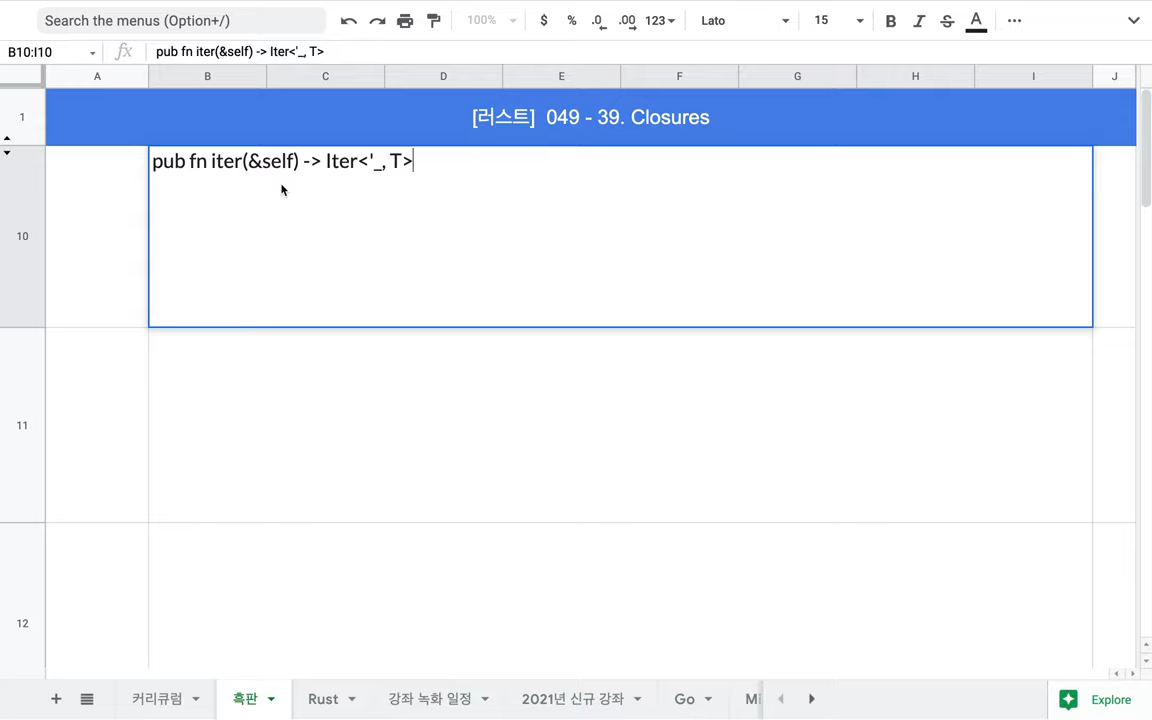 Search the menus (Option+/)
100%
$ % .0 .00 123
Lato
15
B I S A
B10:I10
fx
pub fn iter(&self) -> Iter<'_, T>
A B C D E F G H I J
1
[러스트] 049 - 39. Closures
10
pub fn iter(&self) -> Iter<'_, T>
11
12
커리큘럼
흑판
Rust
강좌 녹화 일정
2021년 신규 강좌
Go
Explore